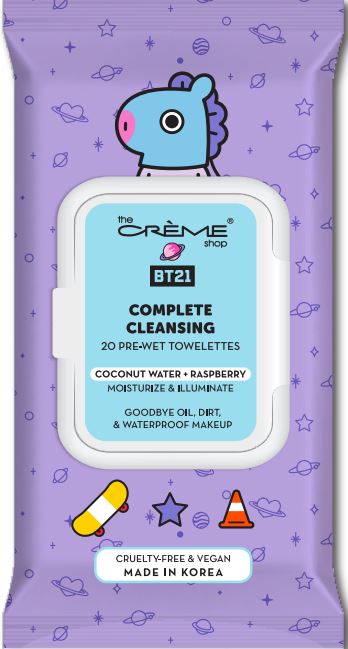 the
CRÈME®
shop
BT21
COMPLETE
CLEANSING
20 PRE-WET TOWELETTES
COCONUT WATER + RASPBERRY
MOISTURIZE & ILLUMINATE
GOODBYE OIL, DIRT,
& WATERPROOF MAKEUP
CRUELTY-FREE & VEGAN
MADE IN KOREA